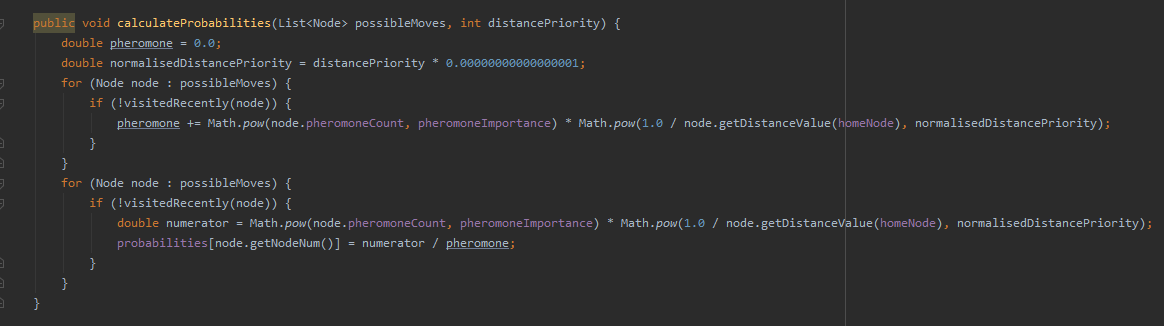 public void calculateProbabilities(List<Node> possibleMoves, int distancePriority) {
    double pheromone = 0.0;
    double normalisedDistancePriority = distancePriority * 0.00000000000000001;
    for (Node node : possibleMoves) {
        if (!visitedRecently(node)) {
            pheromone += Math.pow(node.pheromoneCount, pheromoneImportance) * Math.pow(1.0 / node.getDistanceValue(homeNode), normalisedDistancePriority);
        }
    }
    for (Node node : possibleMoves) {
        if (!visitedRecently(node)) {
            double numerator = Math.pow(node.pheromoneCount, pheromoneImportance) * Math.pow(1.0 / node.getDistanceValue(homeNode), normalisedDistancePriority);
            probabilities[node.getNodeNum()] = numerator / pheromone;
        }
    }
}